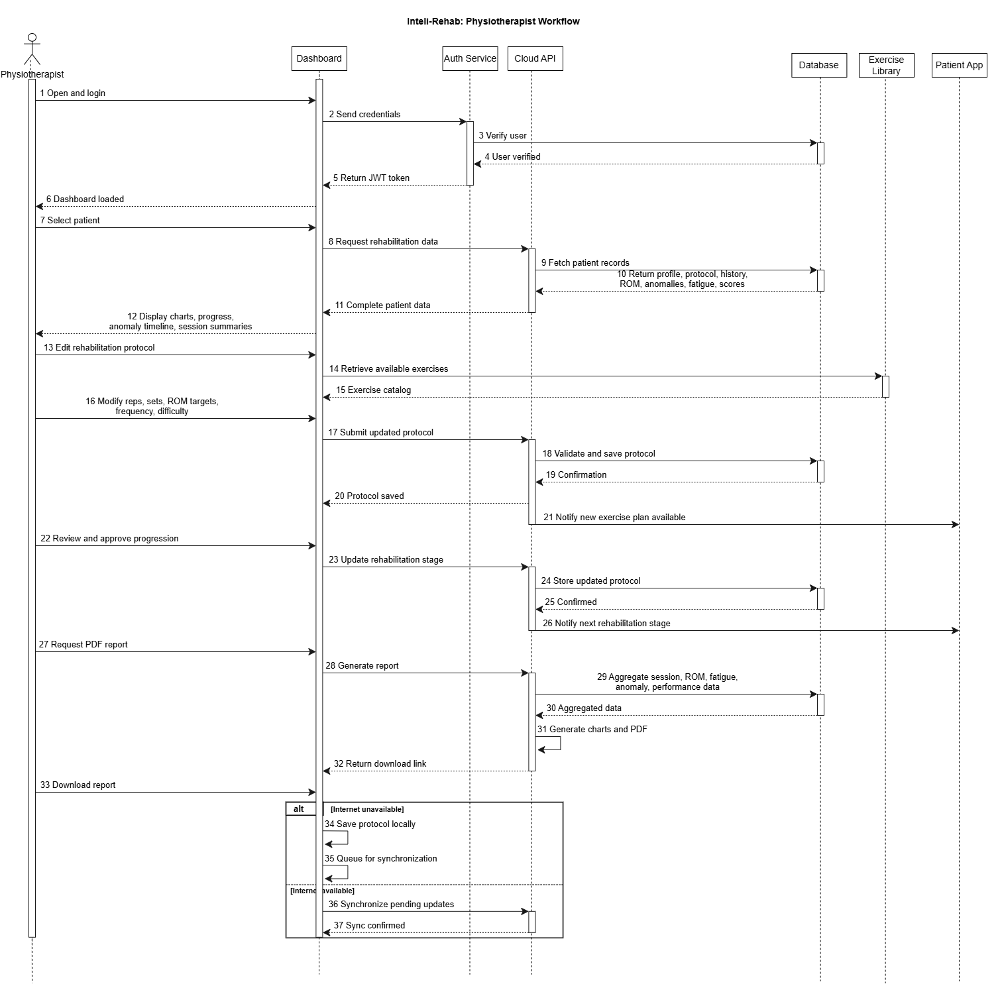 Inteli-Rehab: Physiotherapist Workflow
Physiotherapist
Dashboard
Auth Service
Cloud API
Database
Exercise
Library
Patient App
1 Open and login
2 Send credentials
3 Verify user
4 User verified
5 Return JWT token
6 Dashboard loaded
7 Select patient
8 Request rehabilitation data
9 Fetch patient records
10 Return profile, protocol, history,
ROM, anomalies, fatigue, scores
11 Complete patient data
12 Display charts, progress,
anomaly timeline, session summaries
13 Edit rehabilitation protocol
14 Retrieve available exercises
15 Exercise catalog
16 Modify reps, sets, ROM targets,
frequency, difficulty
17 Submit updated protocol
18 Validate and save protocol
19 Confirmation
20 Protocol saved
21 Notify new exercise plan available
22 Review and approve progression
23 Update rehabilitation stage
24 Store updated protocol
25 Confirmed
26 Notify next rehabilitation stage
27 Request PDF report
28 Generate report
29 Aggregate session, ROM, fatigue,
anomaly, performance data
30 Aggregated data
31 Generate charts and PDF
32 Return download link
33 Download report
alt
[Internet unavailable]
34 Save protocol locally
35 Queue for synchronization
[Internet available]
36 Synchronize pending updates
37 Sync confirmed